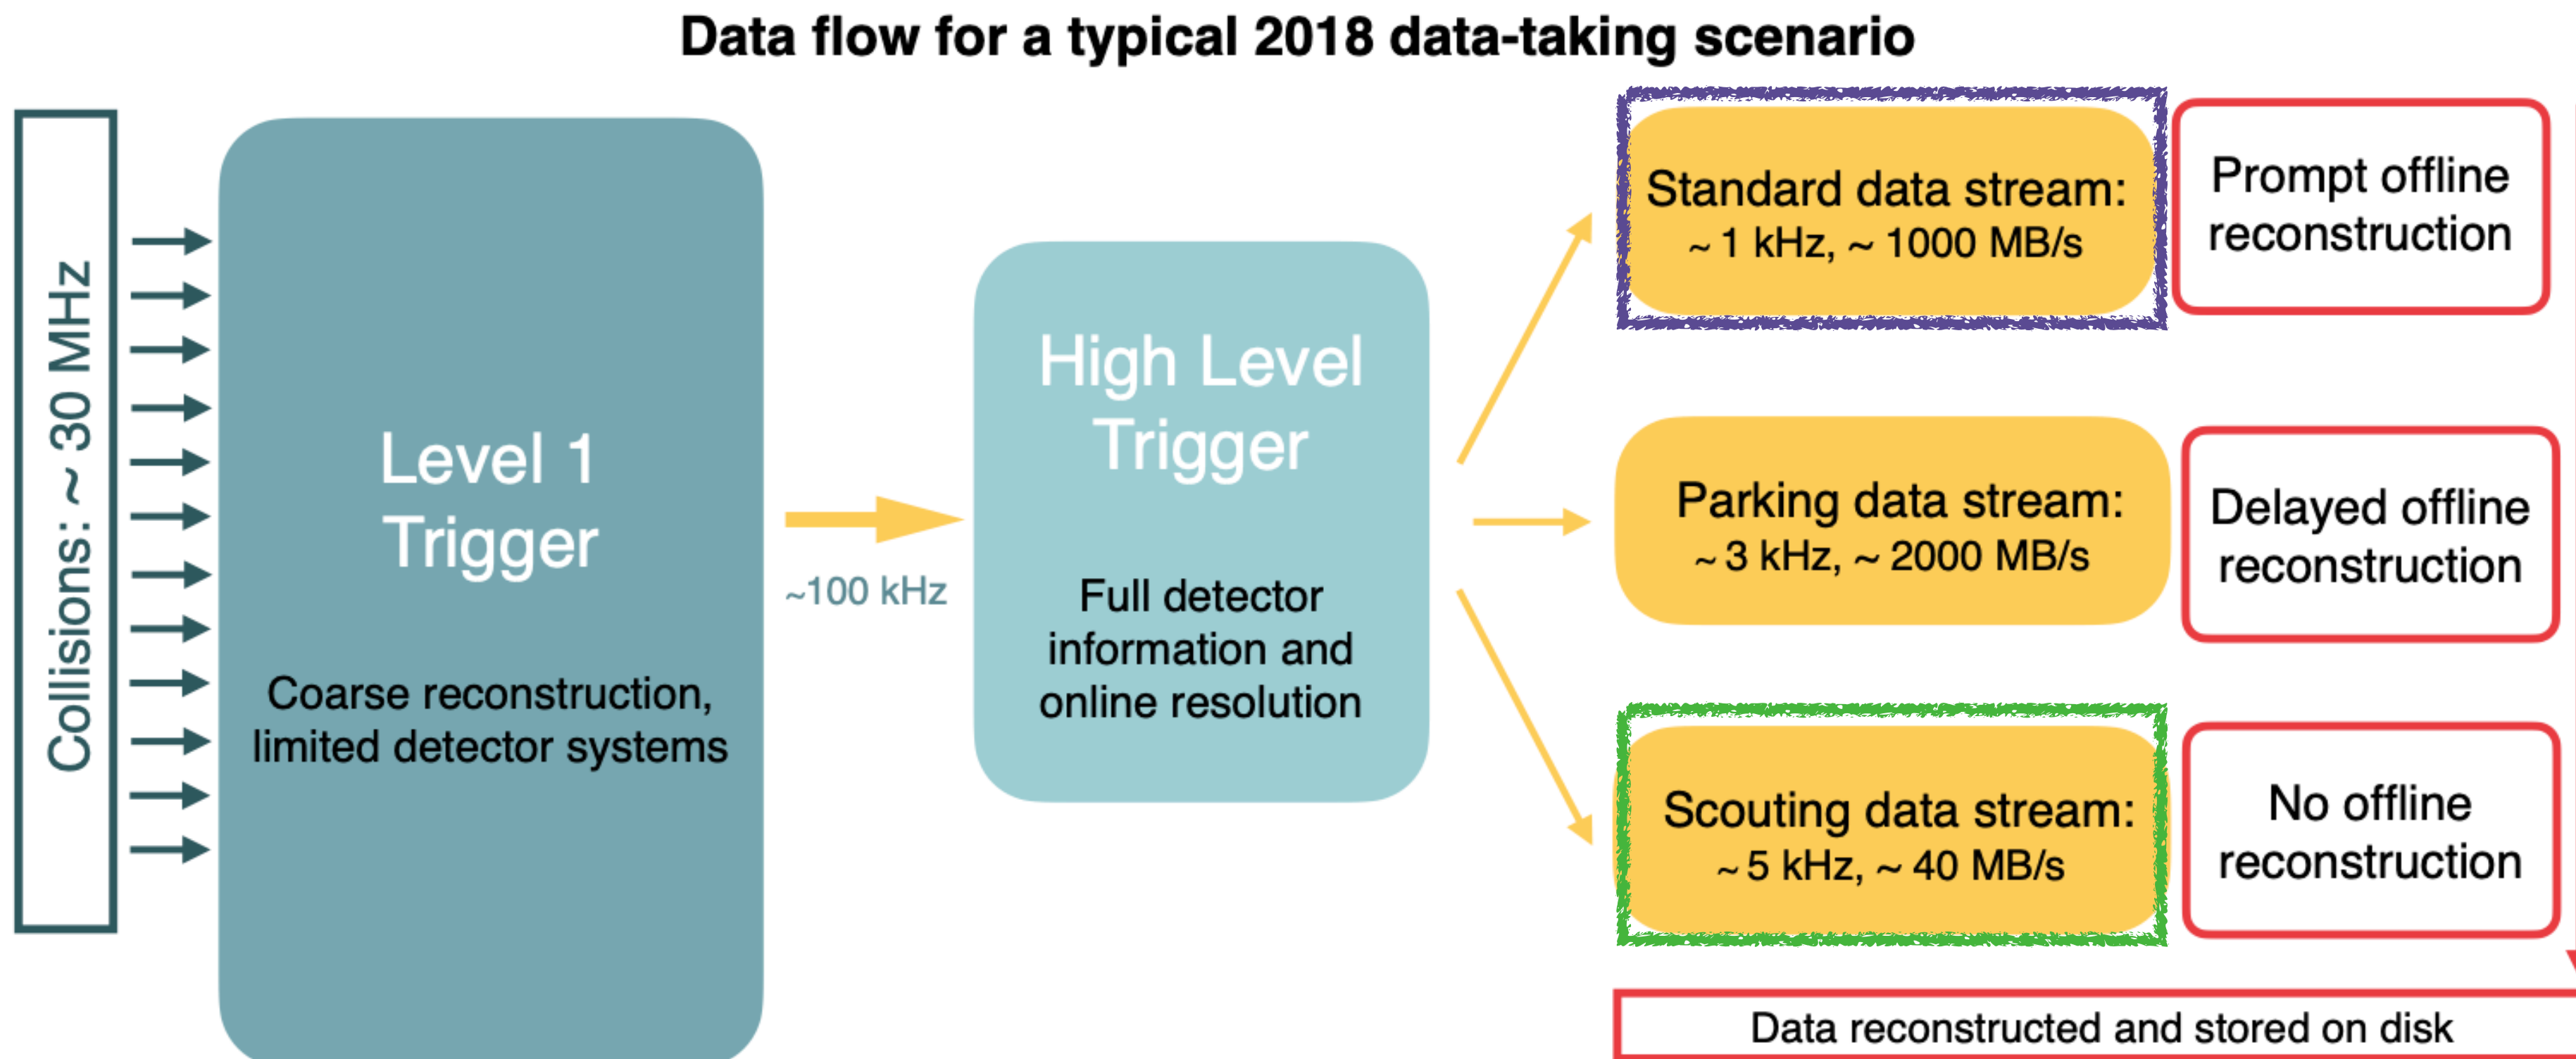 Data flow for a typical 2018 data-taking scenario
Collisions: ~ 30 MHz
Level 1
Trigger
Coarse reconstruction,
limited detector systems
~100 kHz
High Level
Trigger
Full detector
information and
online resolution
Standard data stream:
~ 1 kHz, ~ 1000 MB/s
Prompt offline
reconstruction
Parking data stream:
~ 3 kHz, ~ 2000 MB/s
Delayed offline
reconstruction
Scouting data stream:
~ 5 kHz, ~ 40 MB/s
No offline
reconstruction
Data reconstructed and stored on disk